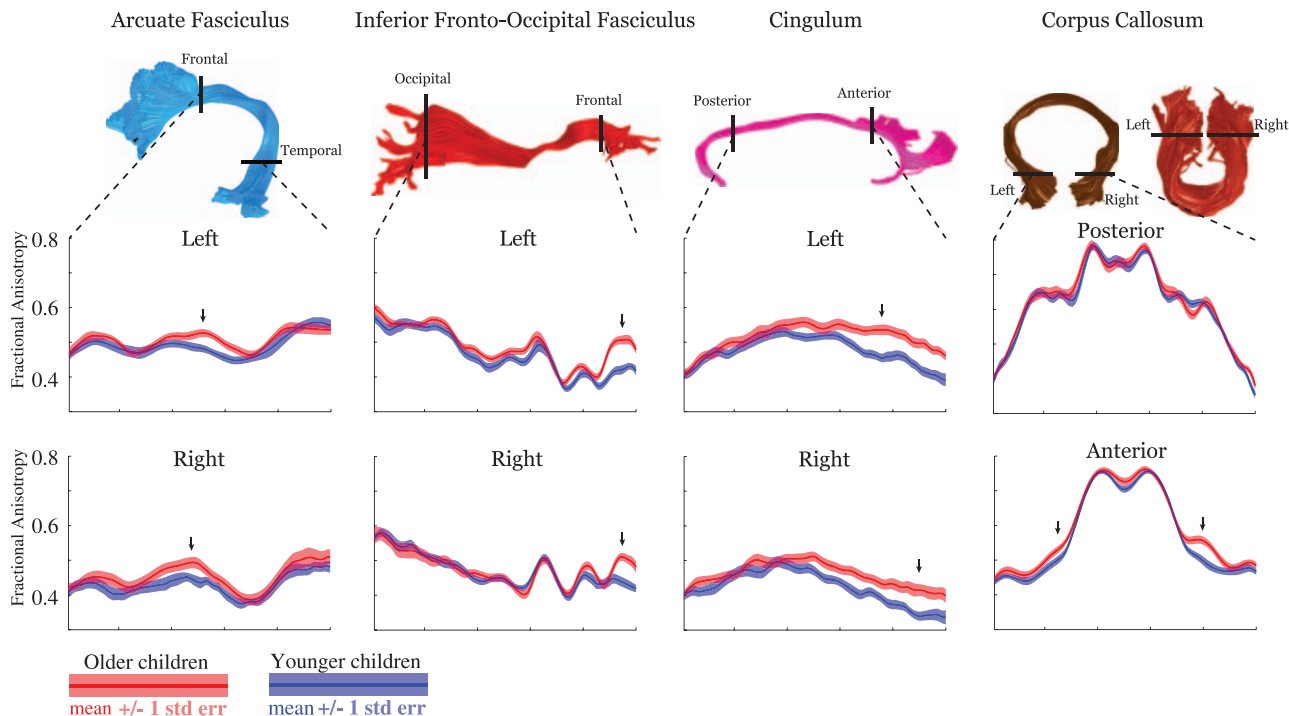 Arcuate Fasciculus
Inferior Fronto-Occipital Fasciculus
Cingulum
Corpus Callosum
Frontal
Temporal
Occipital
Frontal
Posterior
Anterior
Left
Right
Left
Right
Fractional Anisotropy
0.8
0.6
0.4
Left
Left
Left
Posterior
Fractional Anisotropy
0.8
0.6
0.4
Right
Right
Right
Anterior
Older children
mean +/- 1 std err
Younger children
mean +/- 1 std err